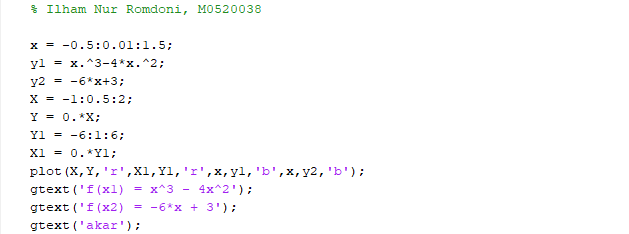 % Ilham Nur Romdoni, M0520038
x = -0.5:0.01:1.5;
y1 = x.^3-4*x.^2;
y2 = -6*x+3;
X = -1:0.5:2;
Y = 0.*X;
Y1 = -6:1:6;
X1 = 0.*Y1;
plot(X,Y,'r',X1,Y1,'r',x,y1,'b',x,y2,'b');
gtext('f(x1) = x^3 - 4x^2');
gtext('f(x2) = -6*x + 3');
gtext('akar');